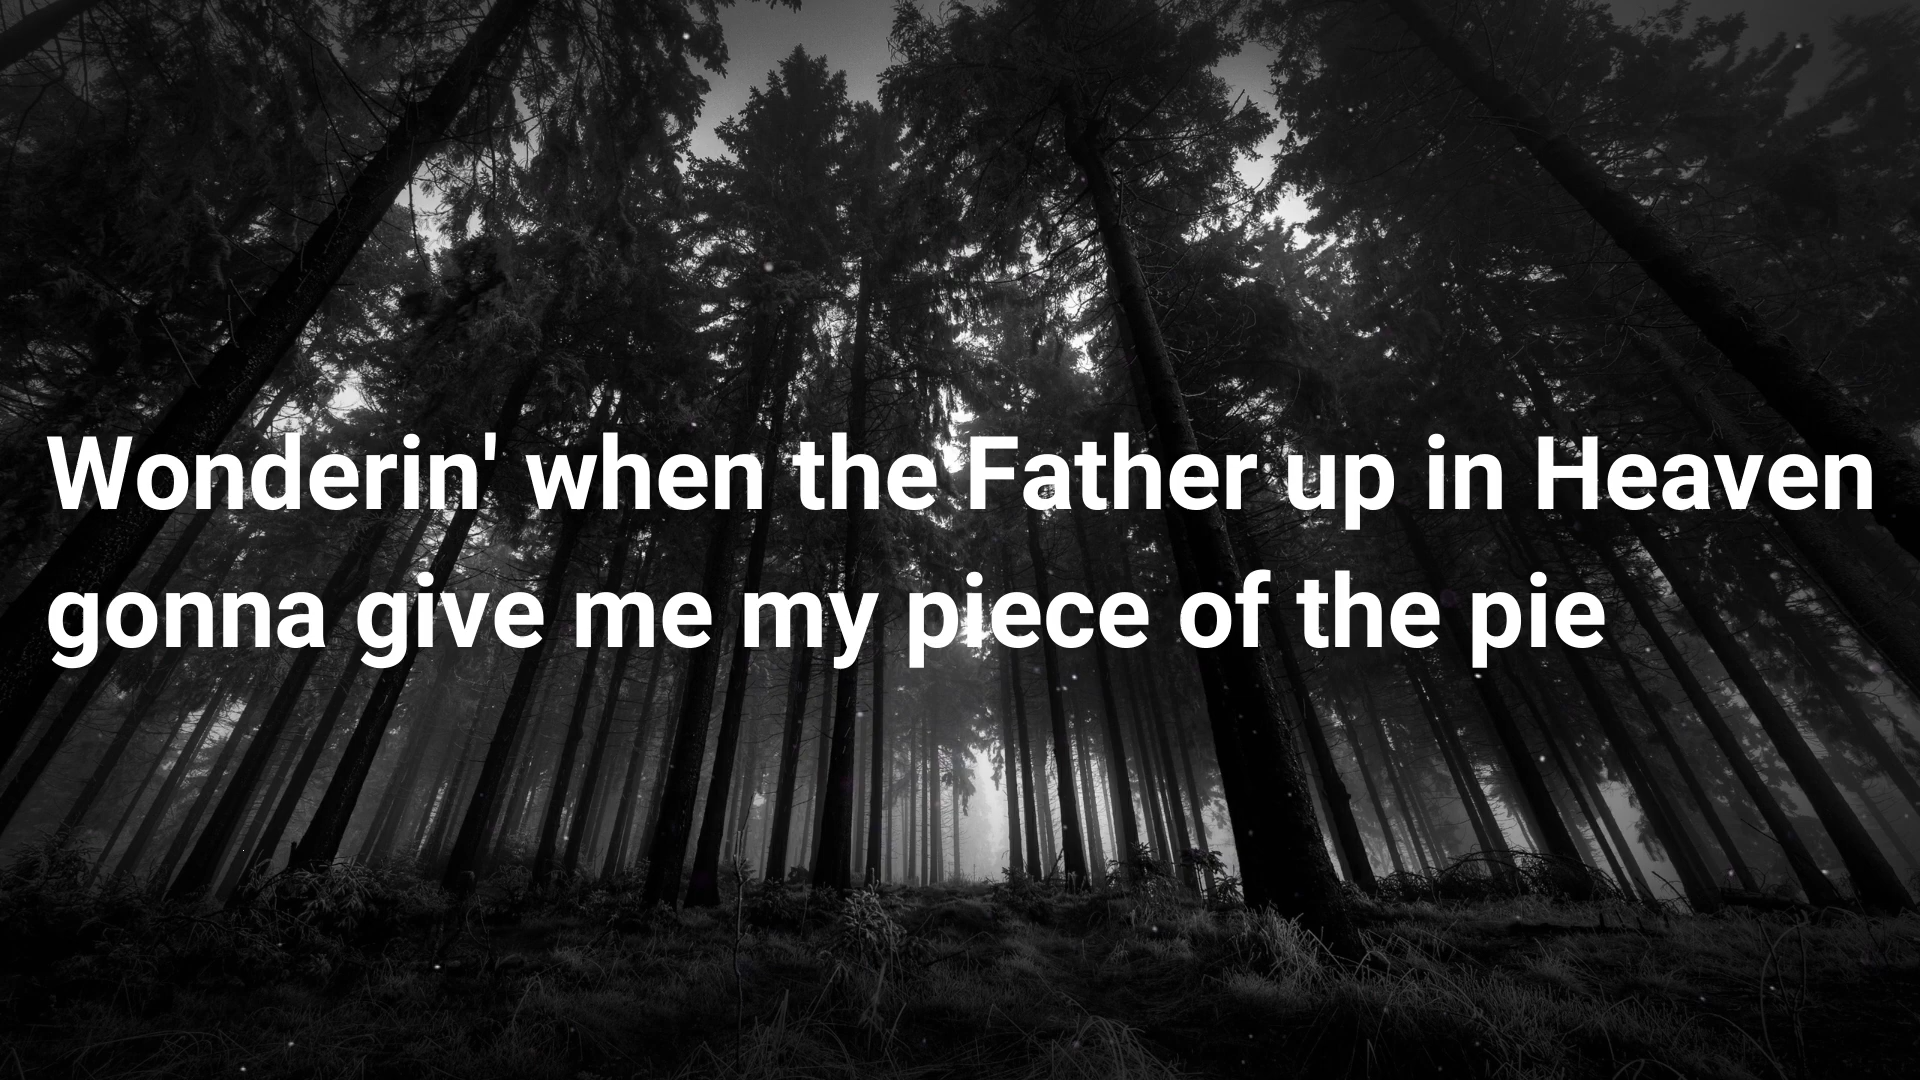 Wonderin' when the Father up in Heaven
gonna give me my piece of the pie